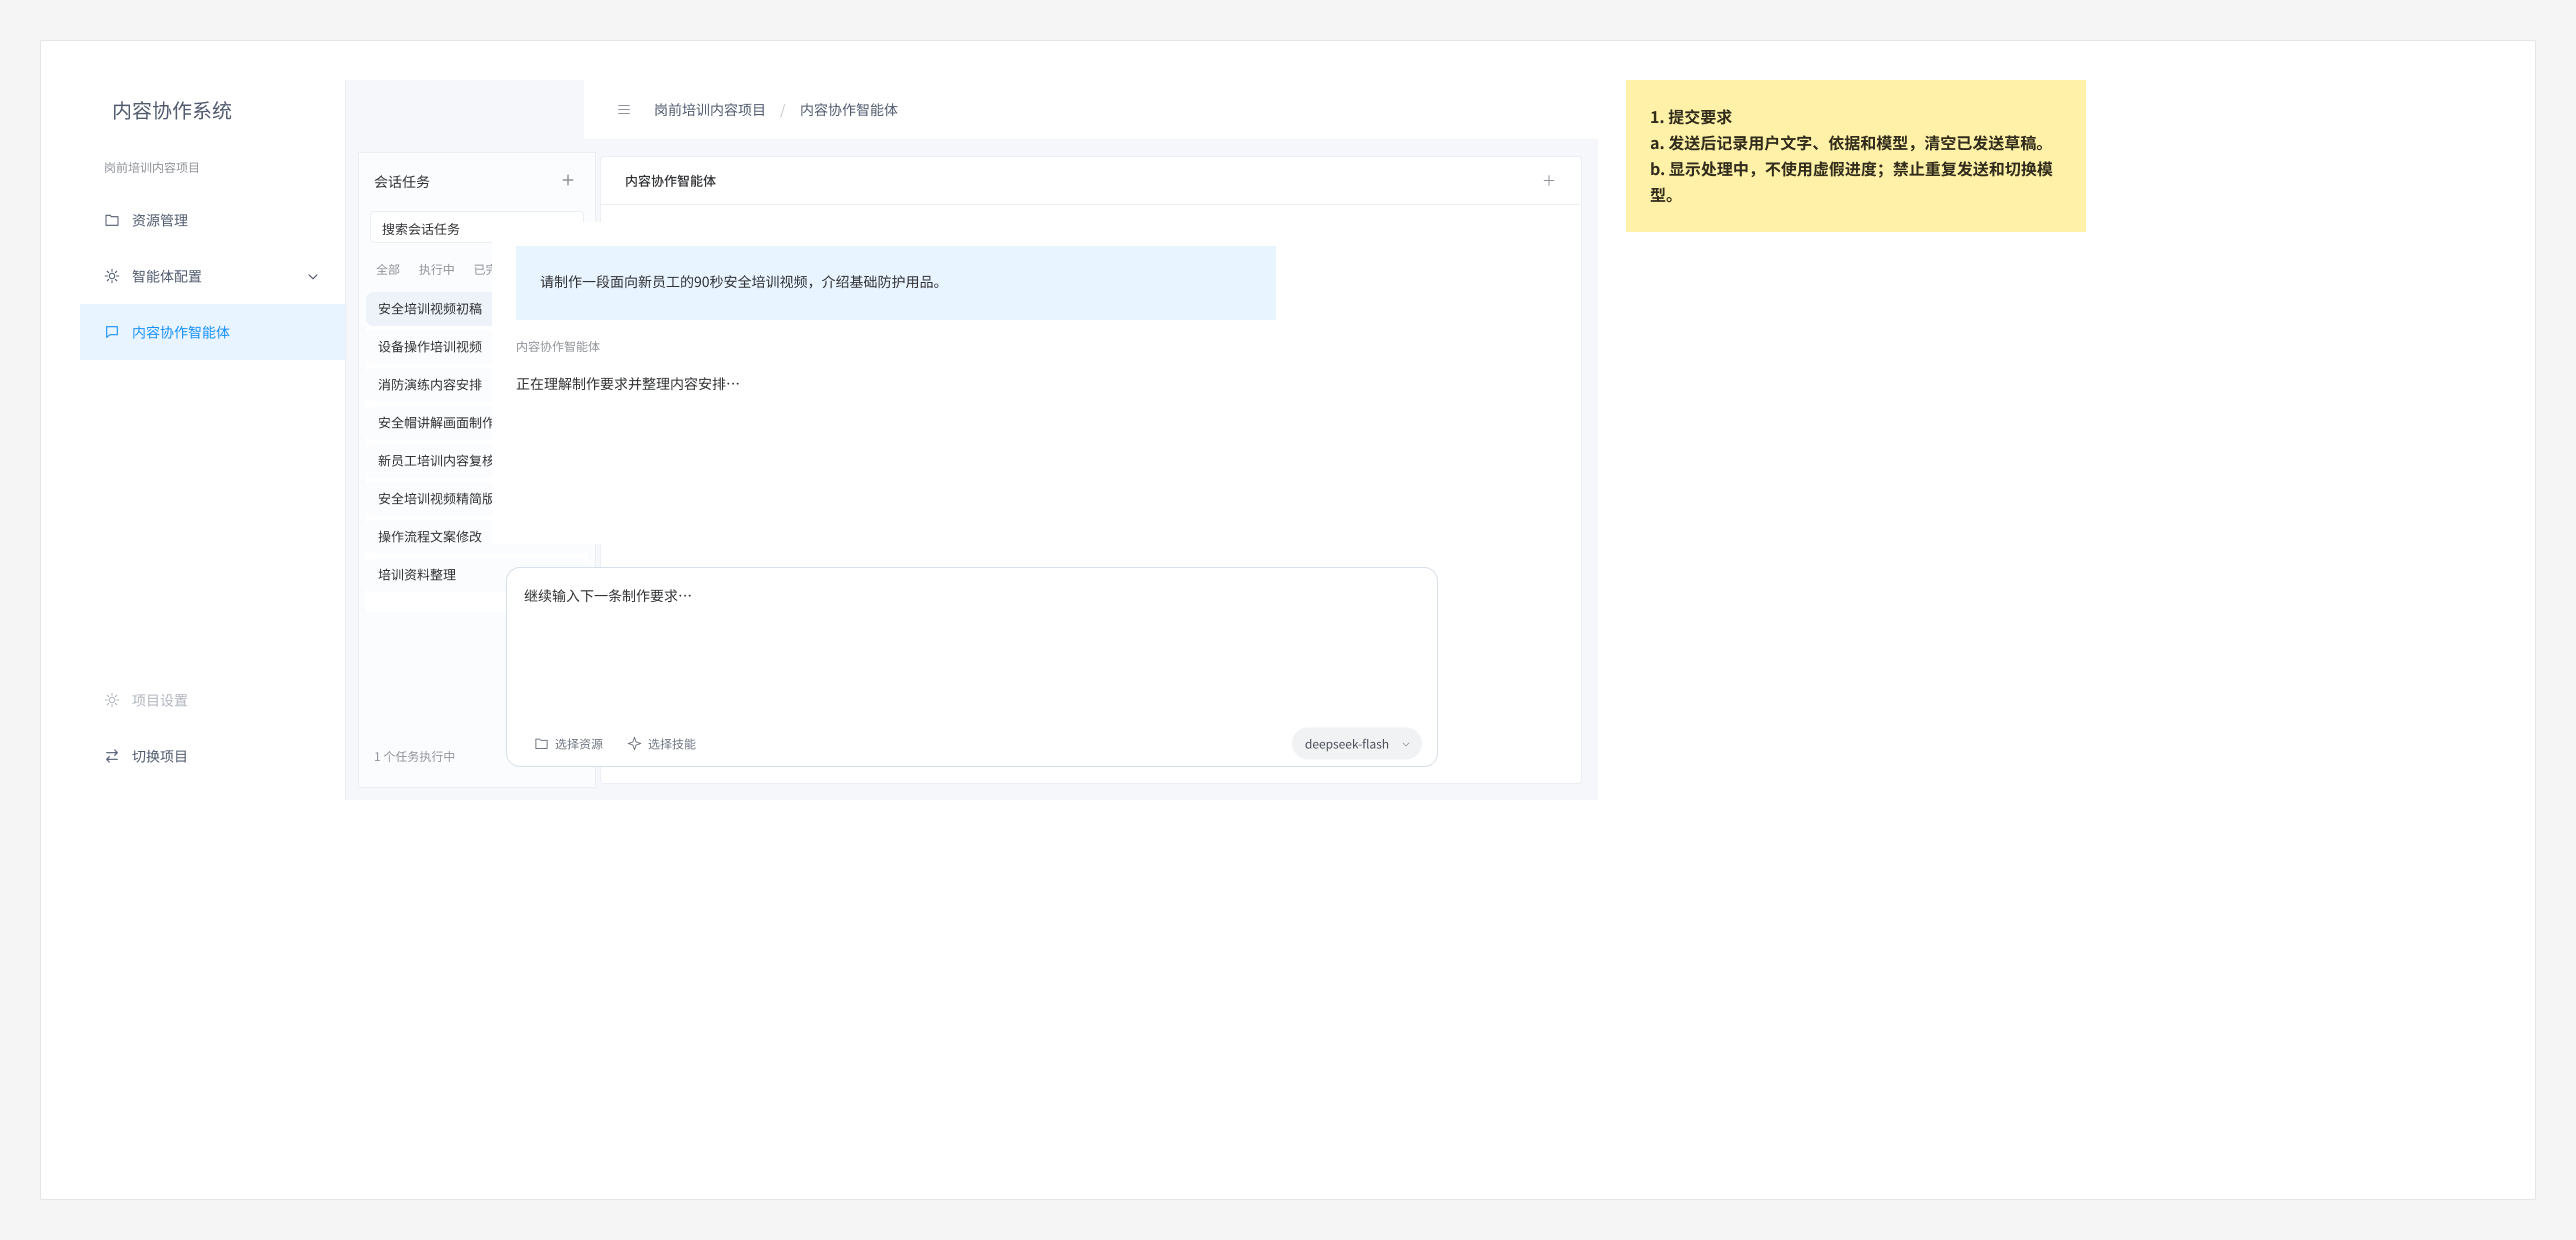 内容协作系统
岗前培训内容项目
资源管理
智能体配置
内容协作智能体
项目设置
切换项目
岗前培训内容项目 / 内容协作智能体
会话任务
搜索会话任务
全部 执行中 已完
安全培训视频初稿
设备操作培训视频
消防演练内容安排
安全帽讲解画面制作
新员工培训内容复核
安全培训视频精简版
操作流程文案修改
培训资料整理
1 个任务执行中
内容协作智能体
请制作一段面向新员工的90秒安全培训视频，介绍基础防护用品。
内容协作智能体
正在理解制作要求并整理内容安排…
继续输入下一条制作要求…
选择资源 选择技能 deepseek-flash
1. 提交要求
a. 发送后记录用户文字、依据和模型，清空已发送草稿。
b. 显示处理中，不使用虚假进度；禁止重复发送和切换模
型。